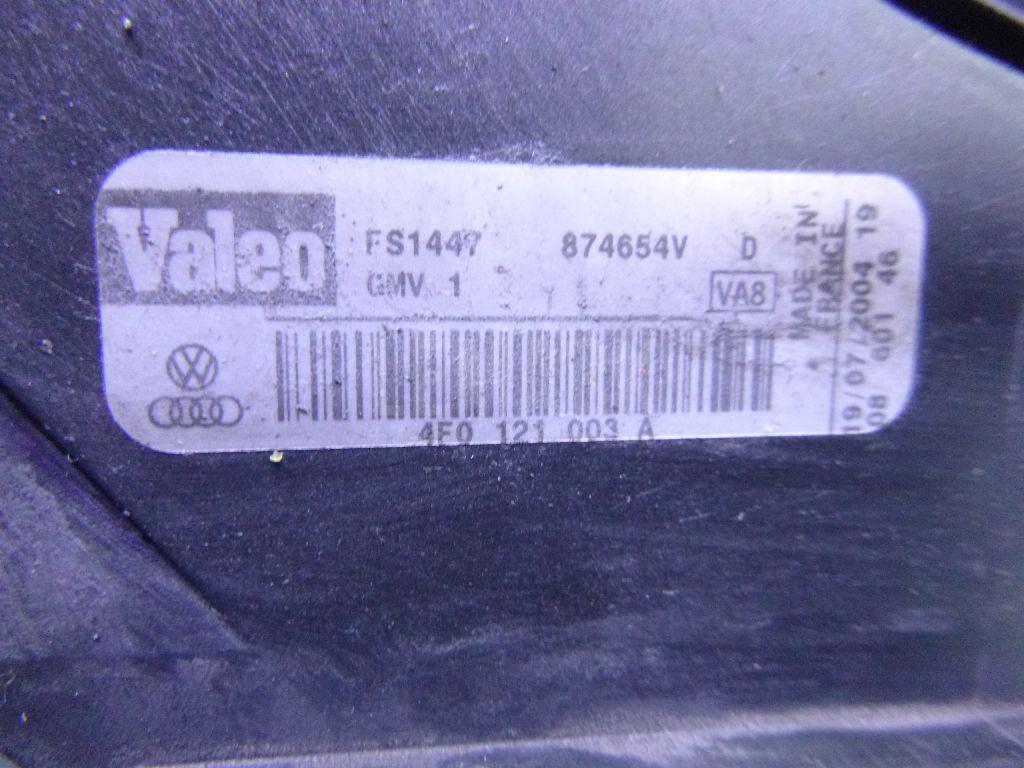 Valeo
FS1447 874654V D
GMV 1 VA8
4F0 121 003 A
MADE IN
FRANCE
19/07/2004 19
08 001 46